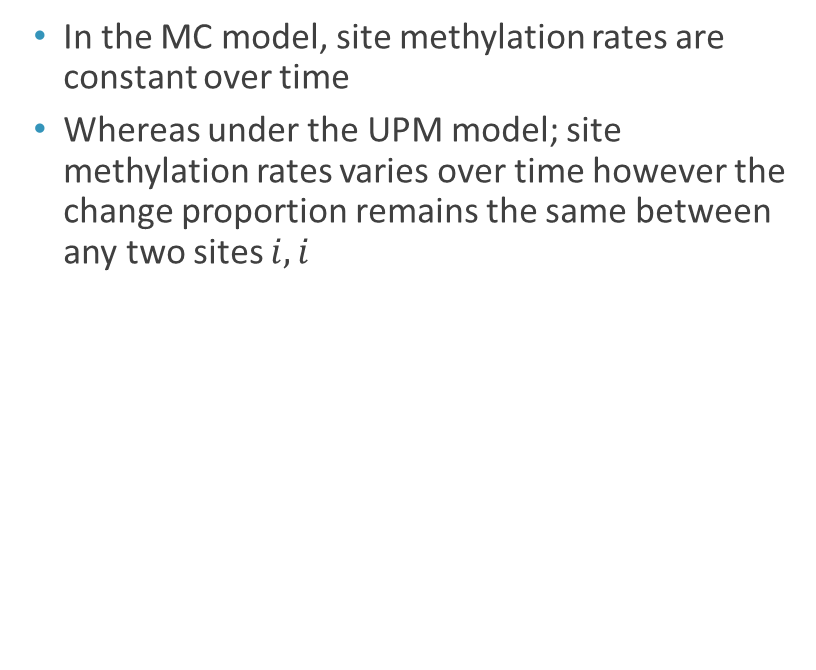 • In the MC model, site methylation rates are
constant over time
• Whereas under the UPM model; site
methylation rates varies over time however the
change proportion remains the same between
any two sites i, i